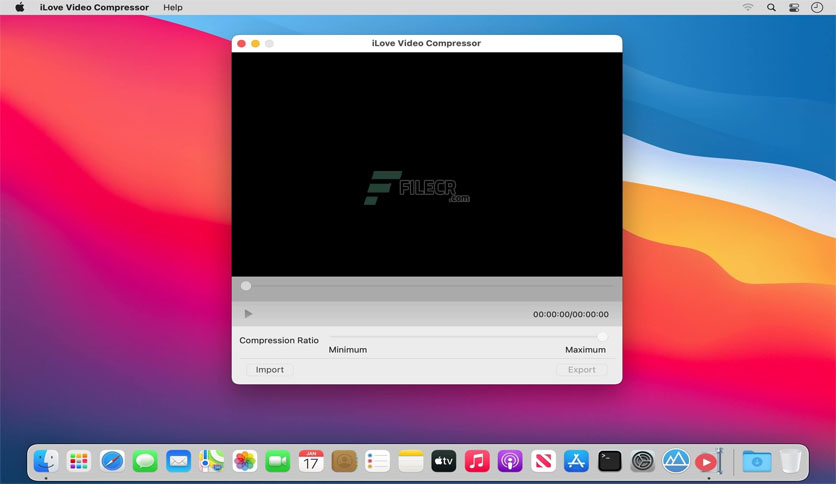 iLove Video Compressor Help
iLove Video Compressor
FILECR
.com
00:00:00/00:00:00
Compression Ratio
Minimum Maximum
Import Export
JAN
17
tv
>_